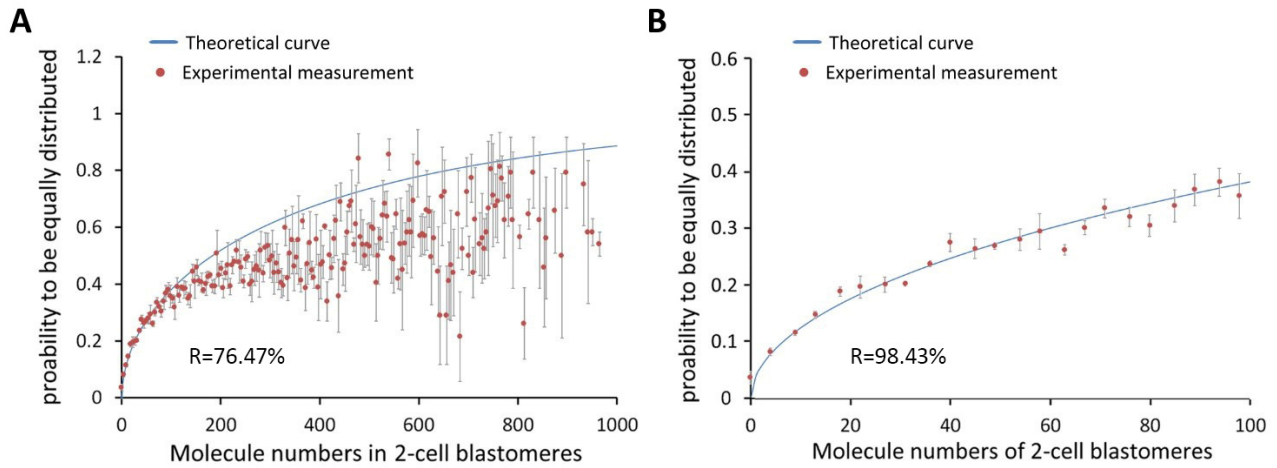 A
Theoretical curve
Experimental measurement
proability to be equally distributed
1.2
1
0.8
0.6
0.4
0.2
0
R=76.47%
0 200 400 600 800 1000
Molecule numbers in 2-cell blastomeres
B
Theoretical curve
Experimental measurement
proability to be equally distributed
0.6
0.5
0.4
0.3
0.2
0.1
0
R=98.43%
0 20 40 60 80 100
Molecule numbers of 2-cell blastomeres